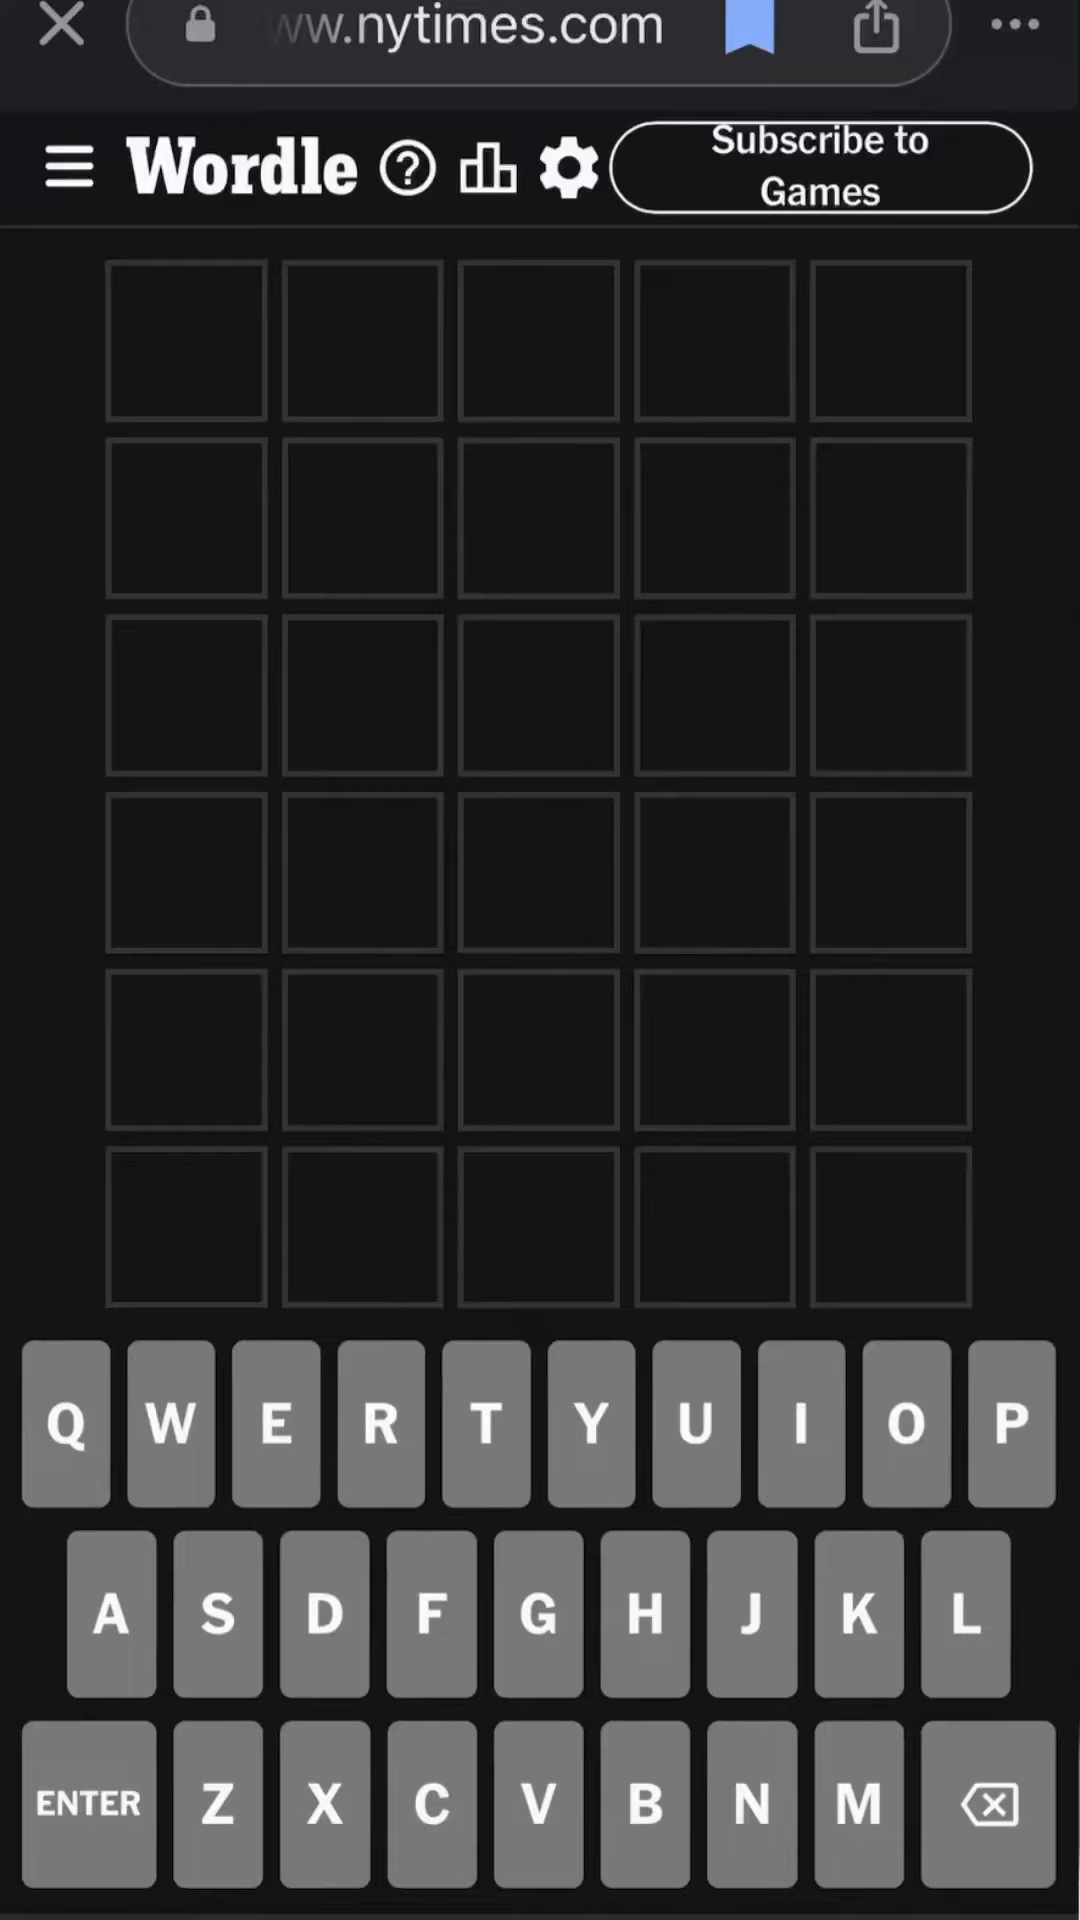 ww.nytimes.com
Wordle
Subscribe to
Games
Q W E R T Y U I O P
A S D F G H J K L
ENTER Z X C V B N M